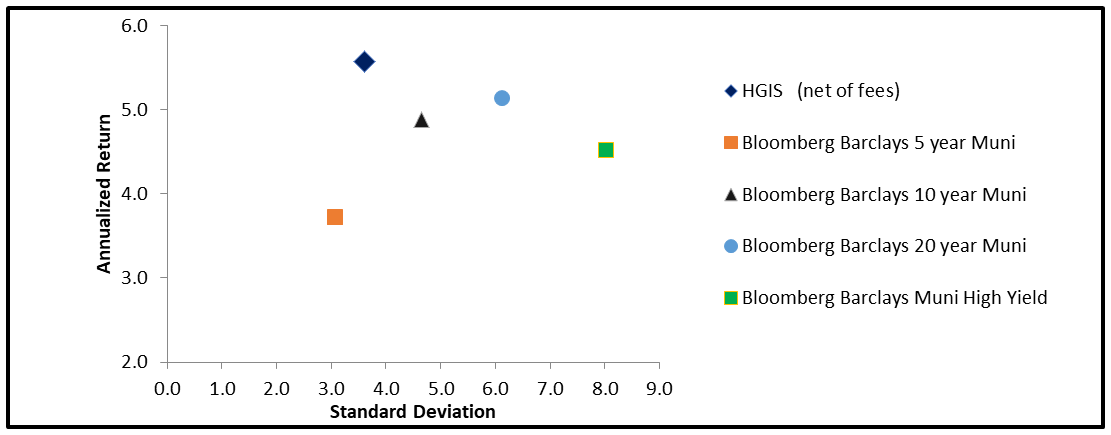 6.0
5.0
4.0
3.0
2.0
Annualized Return
0.0 1.0 2.0 3.0 4.0 5.0 6.0 7.0 8.0 9.0
Standard Deviation
HGIS (net of fees)
Bloomberg Barclays 5 year Muni
Bloomberg Barclays 10 year Muni
Bloomberg Barclays 20 year Muni
Bloomberg Barclays Muni High Yield